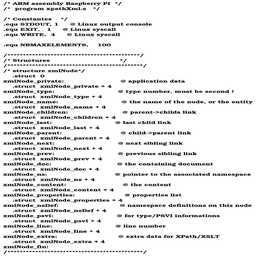 /* ARM assembly Raspberry PI */
/* program xpathXml.s */

/* Constantes */
.equ STDOUT, 1 @ Linux output console
.equ EXIT, 1 @ Linux syscall
.equ WRITE, 4 @ Linux syscall

.equ NBMAXELEMENTS, 100

/*******************************************/
/* Structures **************************/
/*******************************************/
/* structure xmlNode*/
.struct 0
xmlNode_private: @ application data
.struct xmlNode_private + 4
xmlNode_type: @ type number, must be second !
.struct xmlNode_type + 4
xmlNode_name: @ the name of the node, or the entity
.struct xmlNode_name + 4
xmlNode_children: @ parent->childs link
.struct xmlNode_children + 4
xmlNode_last: @ last child link
.struct xmlNode_last + 4
xmlNode_parent: @ child->parent link
.struct xmlNode_parent + 4
xmlNode_next: @ next sibling link
.struct xmlNode_next + 4
xmlNode_prev: @ previous sibling link
.struct xmlNode_prev + 4
xmlNode_doc: @ the containing document
.struct xmlNode_doc + 4
xmlNode_ns: @ pointer to the associated namespace
.struct xmlNode_ns + 4
xmlNode_content: @ the content
.struct xmlNode_content + 4
xmlNode_properties: @ properties list
.struct xmlNode_properties + 4
xmlNode_nsDef: @ namespace definitions on this node
.struct xmlNode_nsDef + 4
xmlNode_psvi: @ for type/PSVI informations
.struct xmlNode_psvi + 4
xmlNode_line: @ line number
.struct xmlNode_line + 4
xmlNode_extra: @ extra data for XPath/XSLT
.struct xmlNode_extra + 4
xmlNode_fin:
/*******************************************/